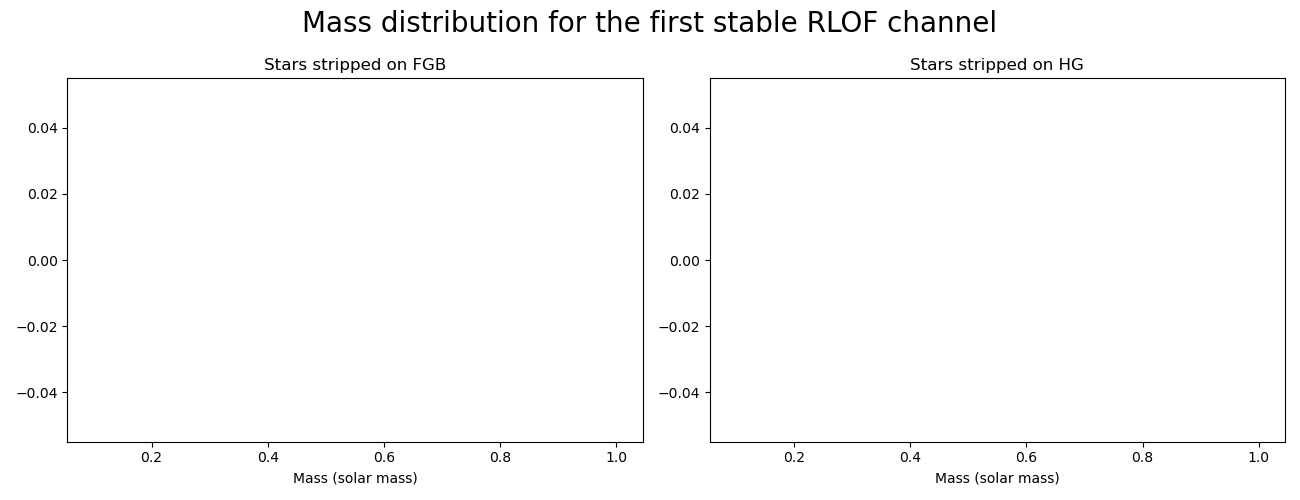 Mass distribution for the first stable RLOF channel
Stars stripped on FGB
0.04
0.02
0.00
−0.02
−0.04
0.2 0.4 0.6 0.8 1.0
Mass (solar mass)
Stars stripped on HG
0.04
0.02
0.00
−0.02
−0.04
0.2 0.4 0.6 0.8 1.0
Mass (solar mass)